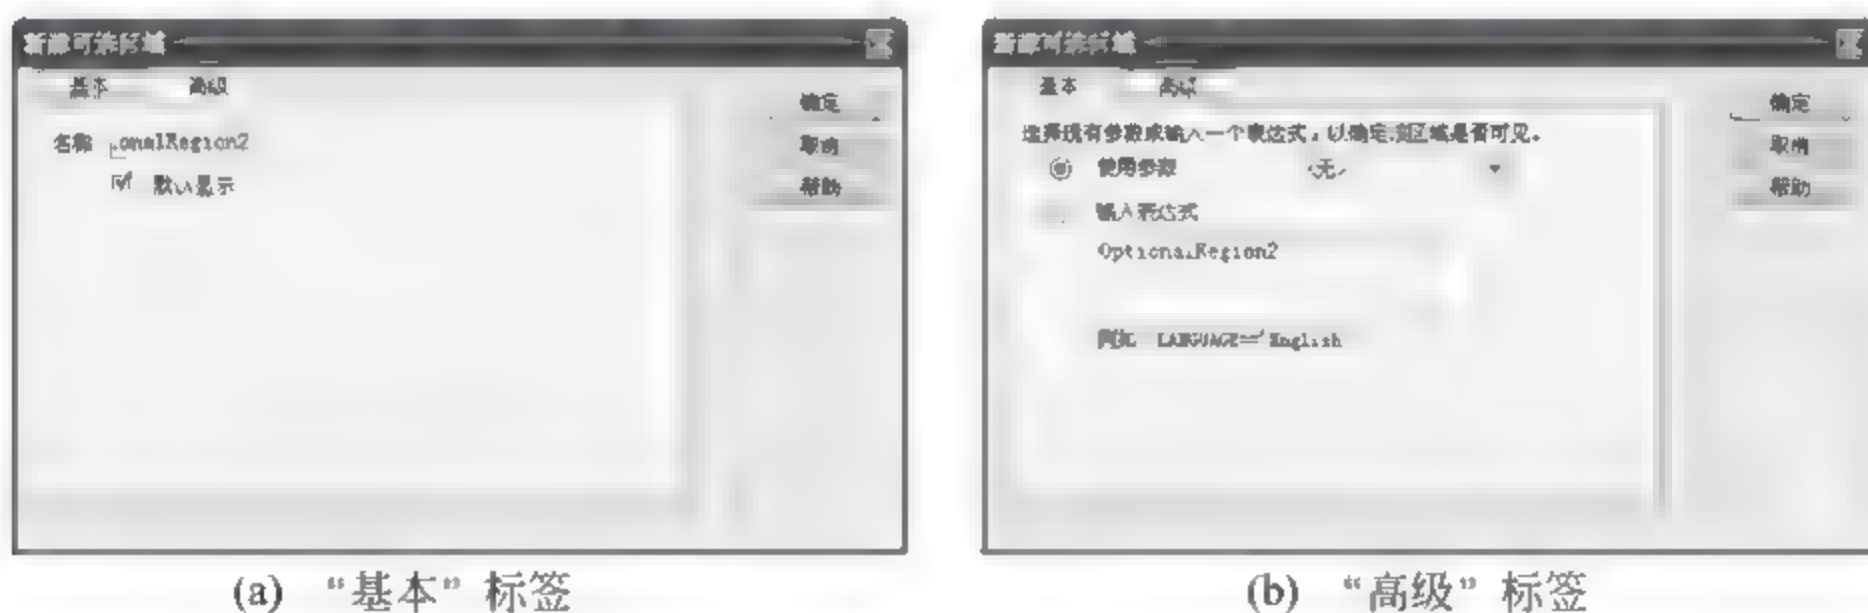 新建可选区域
基本 高级
名称 onalRegion2
默认显示
确定
取消
帮助
(a) “基本” 标签
新建可选区域
基本 高级
选择现有参数或输入一个表达式，以确定该区域是否可见。
使用参数 <无>
输入表达式
OptionalRegion2
例如 LANGUAGE=='English
确定
取消
帮助
(b) “高级” 标签